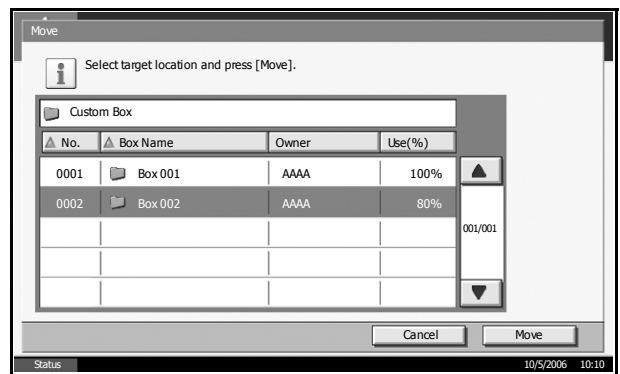 Move
Select target location and press [Move].
Custom Box
No. Box Name Owner Use(%)
0001 Box 001 AAAA 100%
0002 Box 002 AAAA 80%
001/001
Cancel Move
Status 10/5/2006 10:10